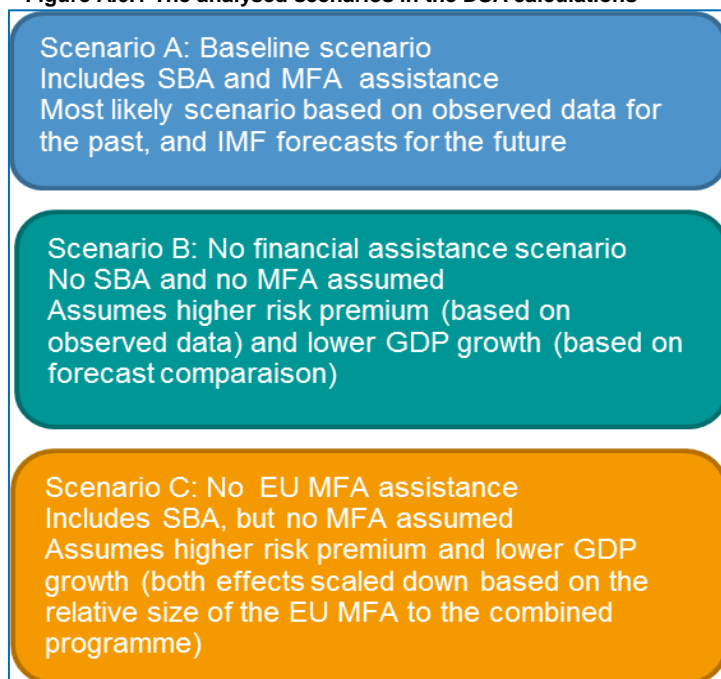 Scenario A: Baseline scenario
Includes SBA and MFA assistance
Most likely scenario based on observed data for
the past, and IMF forecasts for the future
Scenario B: No financial assistance scenario
No SBA and no MFA assumed
Assumes higher risk premium (based on
observed data) and lower GDP growth (based on
forecast comparaison)
Scenario C: No EU MFA assistance
Includes SBA, but no MFA assumed
Assumes higher risk premium and lower GDP
growth (both effects scaled down based on the
relative size of the EU MFA to the combined
programme)